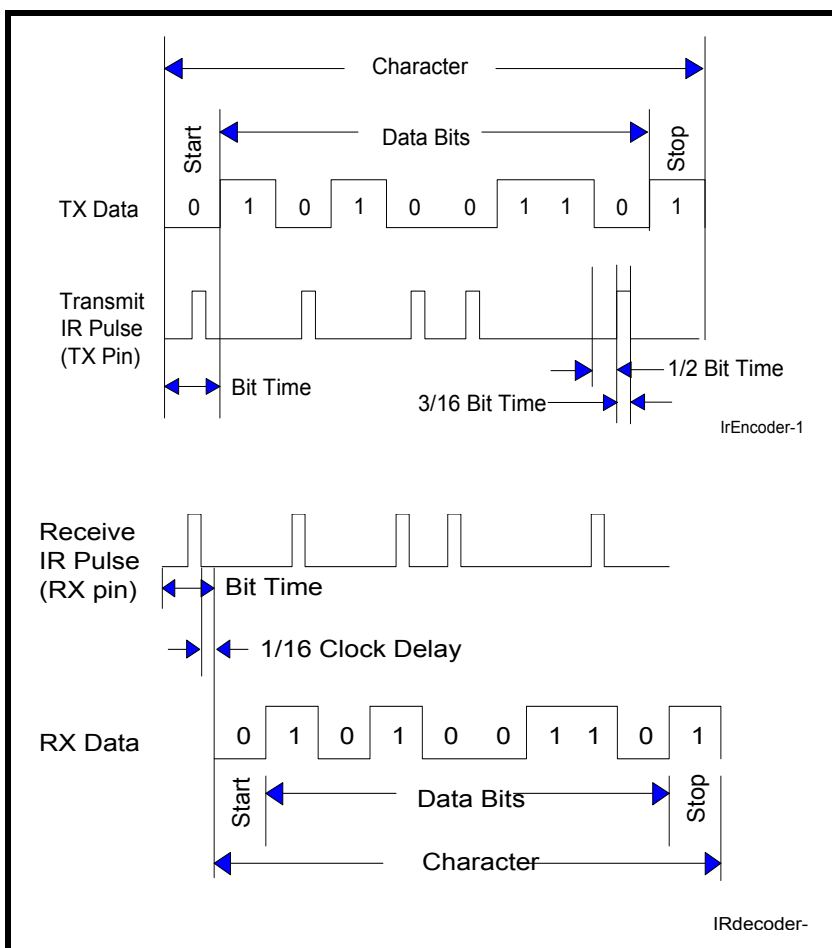 Character
Start
Data Bits
Stop
TX Data
0 1 0 1 0 0 1 1 0 1
Transmit
IR Pulse
(TX Pin)
Bit Time
1/2 Bit Time
3/16 Bit Time
IrEncoder-1
Receive
IR Pulse
(RX pin)
Bit Time
1/16 Clock Delay
RX Data
0 1 0 1 0 0 1 1 0 1
Start
Data Bits
Stop
Character
IRdecoder-